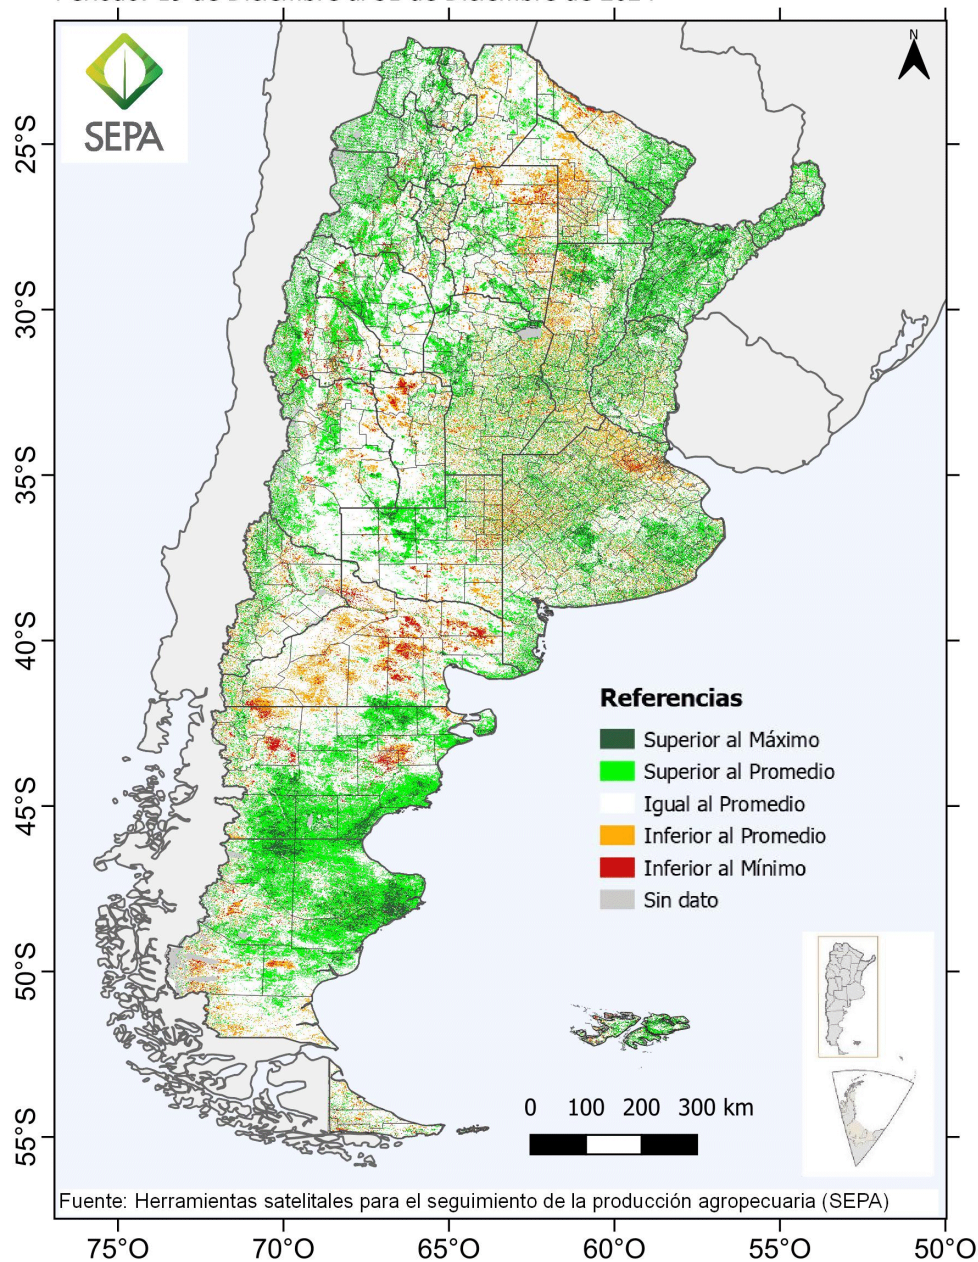 N
SEPA
25°S
30°S
35°S
40°S
45°S
50°S
55°S
Referencias
Superior al Máximo
Superior al Promedio
Igual al Promedio
Inferior al Promedio
Inferior al Mínimo
Sin dato
0 100 200 300 km
Fuente: Herramientas satelitales para el seguimiento de la producción agropecuaria (SEPA)
75°O 70°O 65°O 60°O 55°O 50°O